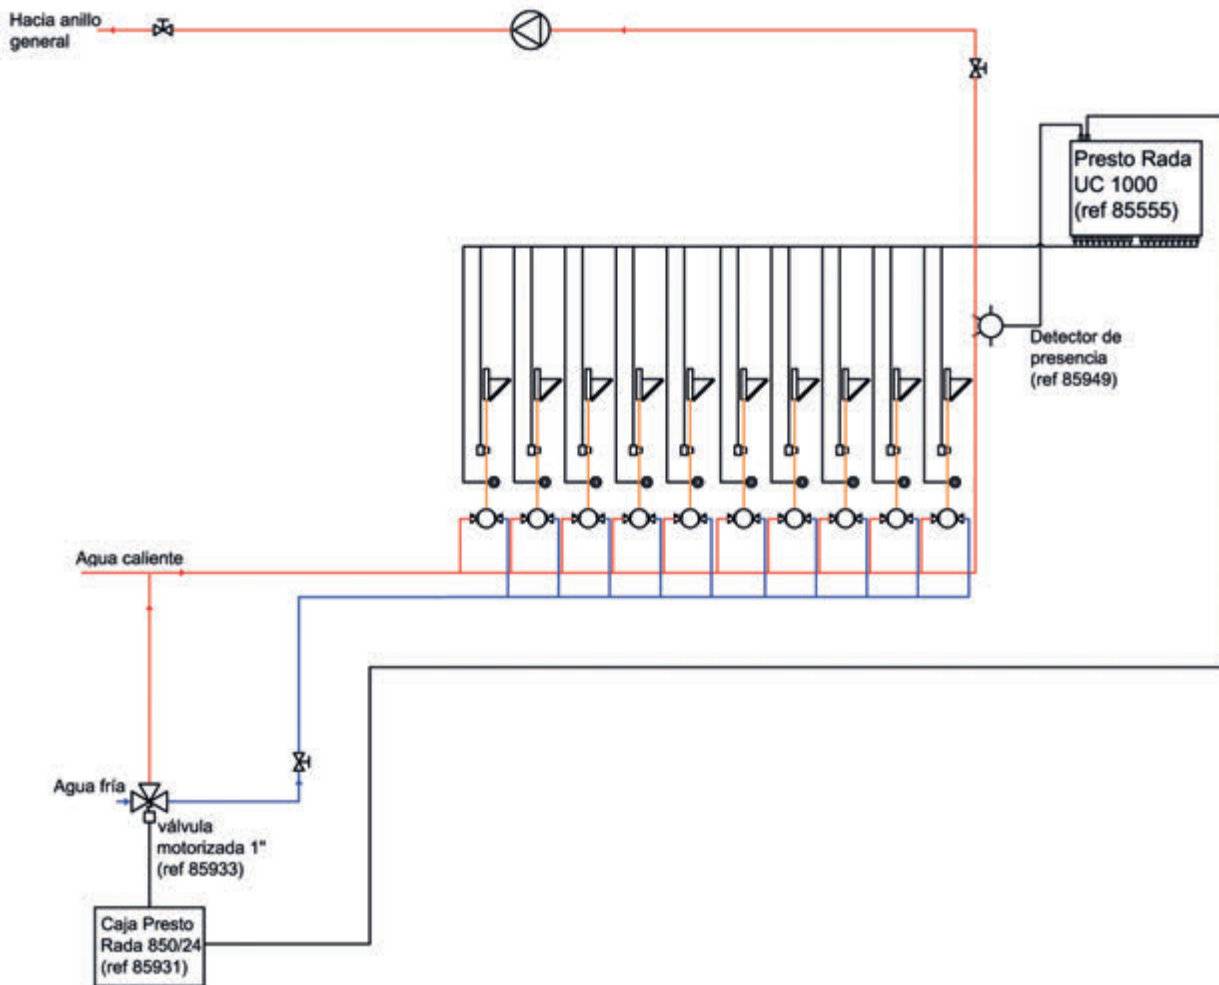 Hacia anillo
general
Presto Rada
UC 1000
(ref 85555)
Detector de
presencia
(ref 85949)
Agua caliente
Agua fría
válvula
motorizada 1"
(ref 85933)
Caja Presto
Rada 850/24
(ref 85931)